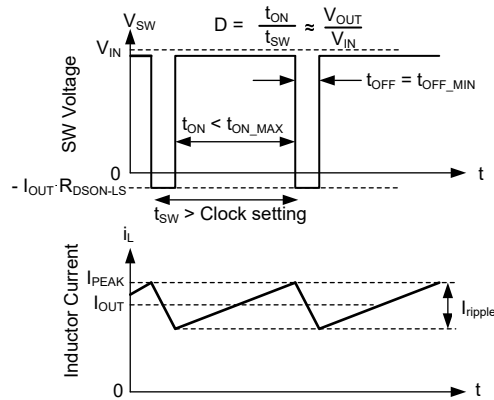 V_SW
D = t_ON / t_SW ≈ V_OUT / V_IN
V_IN
SW Voltage
t_OFF = t_OFF_MIN
t_ON < t_ON_MAX
0
t
- I_OUT·R_DSON-LS
t_SW > Clock setting
i_L
Inductor Current
I_PEAK
I_OUT
I_ripple
0
t